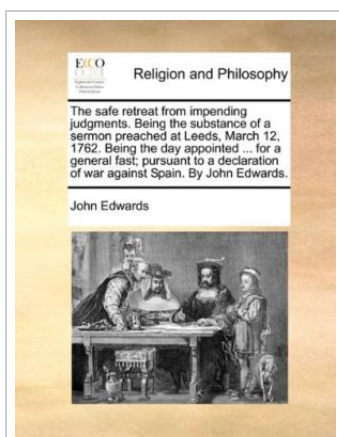 ECCO
Religion and Philosophy
The safe retreat from impending
judgments. Being the substance of a
sermon preached at Leeds, March 12,
1762. Being the day appointed ... for a
general fast; pursuant to a declaration
of war against Spain. By John Edwards.
John Edwards